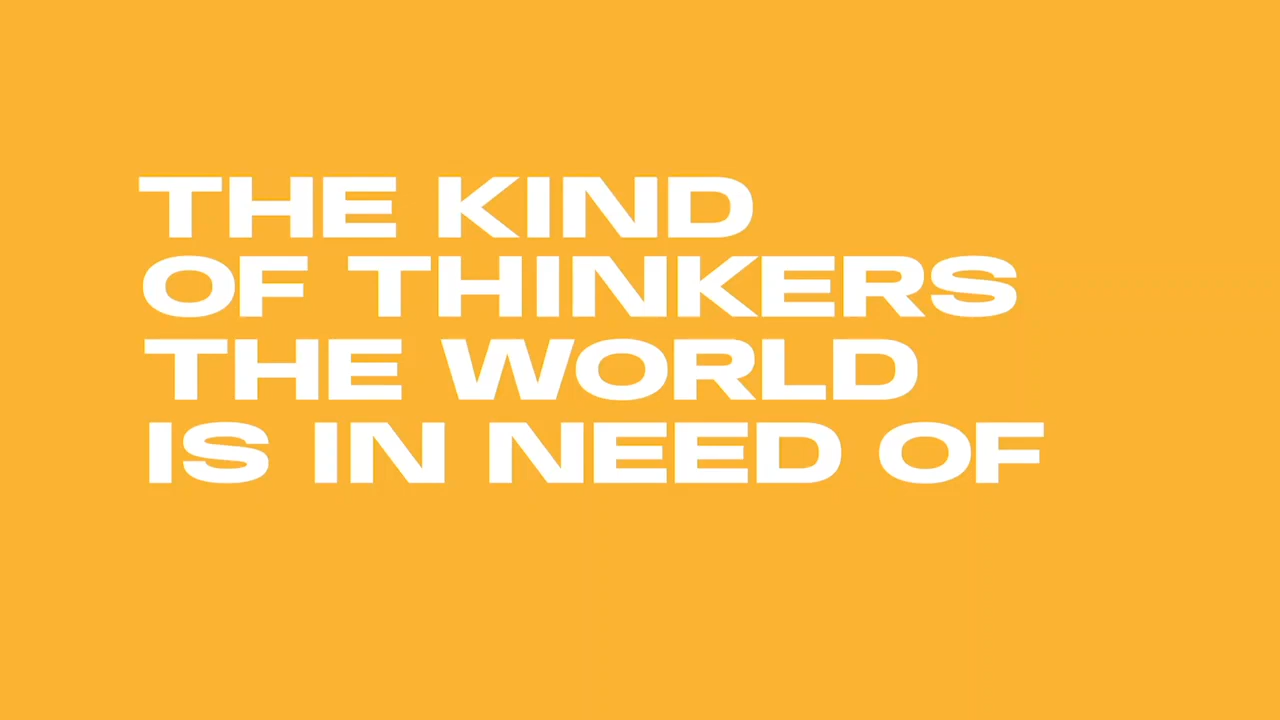 THE KIND
OF THINKERS
THE WORLD
IS IN NEED OF